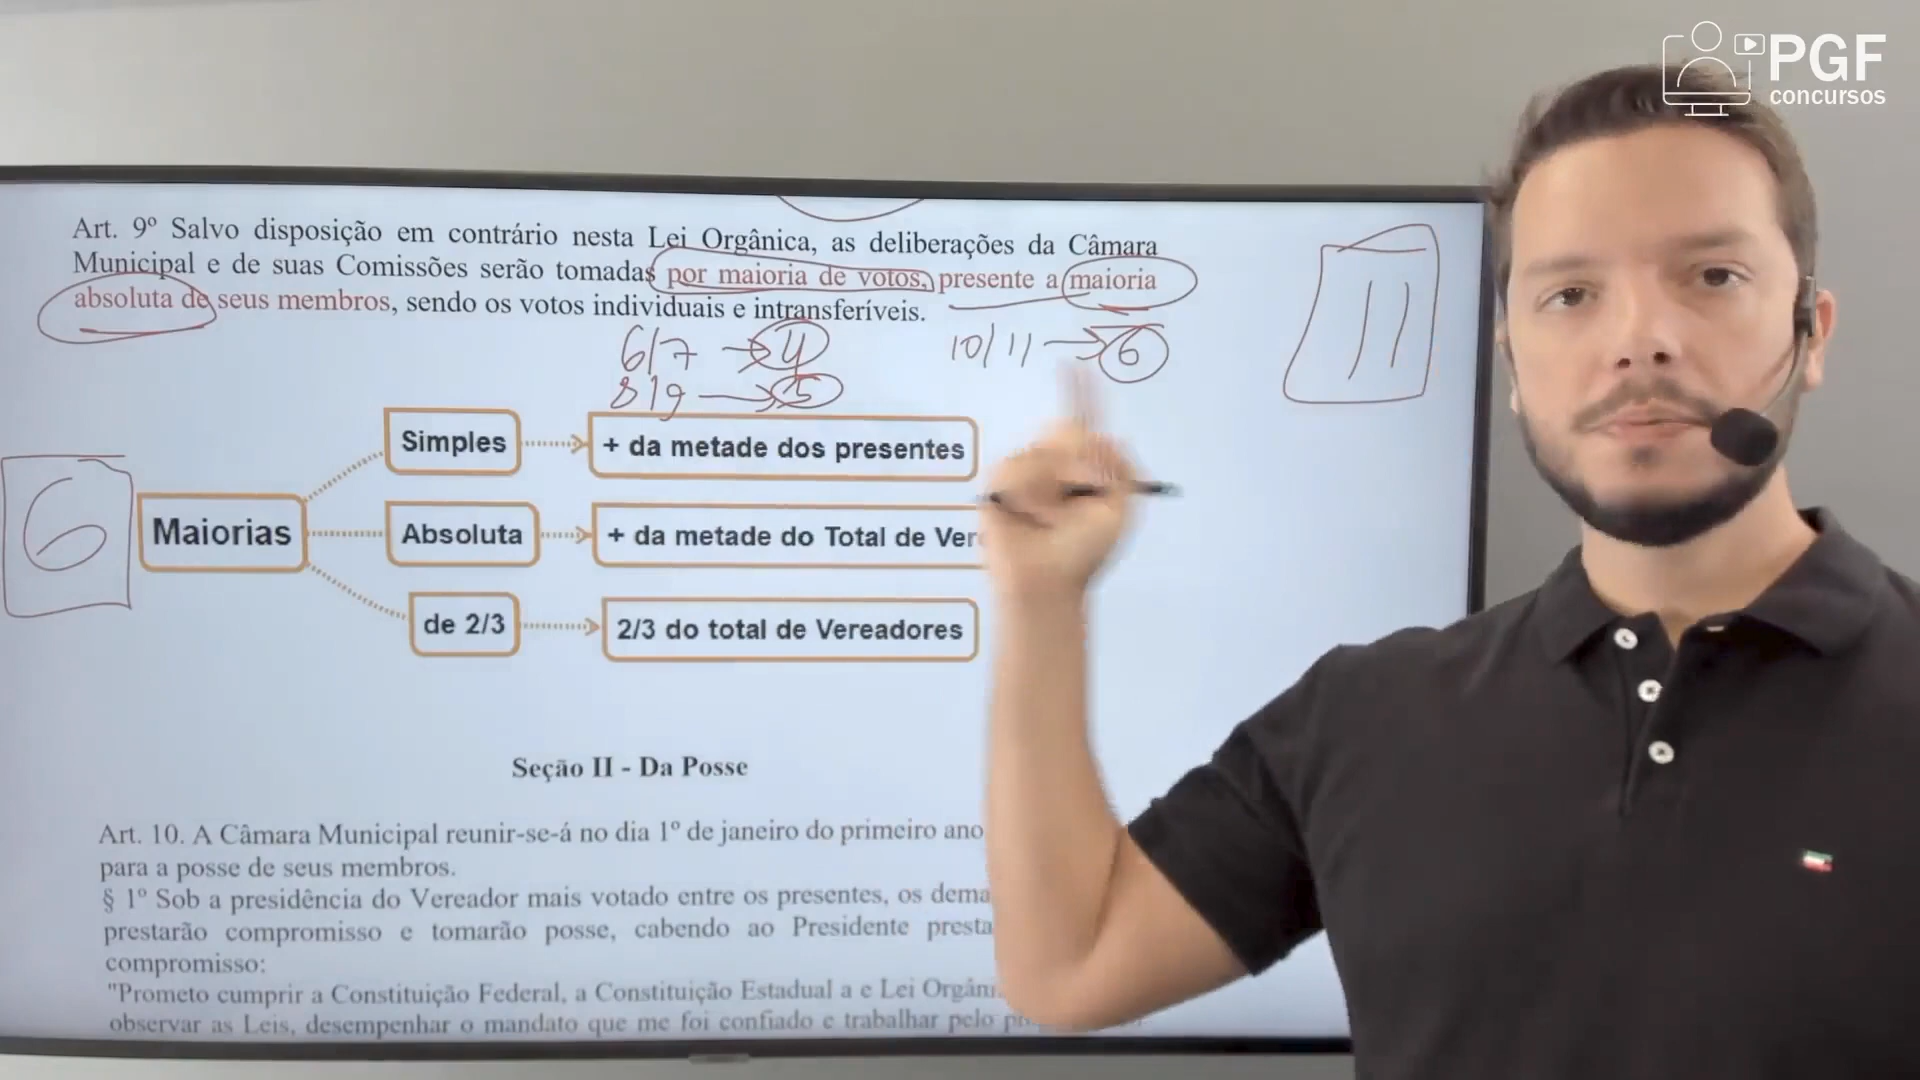 PGF
concursos
Art. 9º Salvo disposição em contrário nesta Lei Orgânica, as deliberações da Câmara
Municipal e de suas Comissões serão tomadas por maioria de votos, presente a maioria
absoluta de seus membros, sendo os votos individuais e intransferíveis.
6/7 → 4
10/11 → 6
11
8/9 → 5
Simples + da metade dos presentes
6
Maiorias
Absoluta + da metade do Total de
de 2/3 2/3 do total de Vereadores
Seção II - Da Posse
Art. 10. A Câmara Municipal reunir-se-á no dia 1º de janeiro do primeiro ano
para a posse de seus membros.
§ 1º Sob a presidência do Vereador mais votado entre os presentes, os
prestarão compromisso e tomarão posse, cabendo ao Presidente
compromisso:
"Prometo cumprir a Constituição Federal, a Constituição Estadual a e Lei
observar as Leis, desempenhar o mandato que me foi confiado e trabalhar pelo